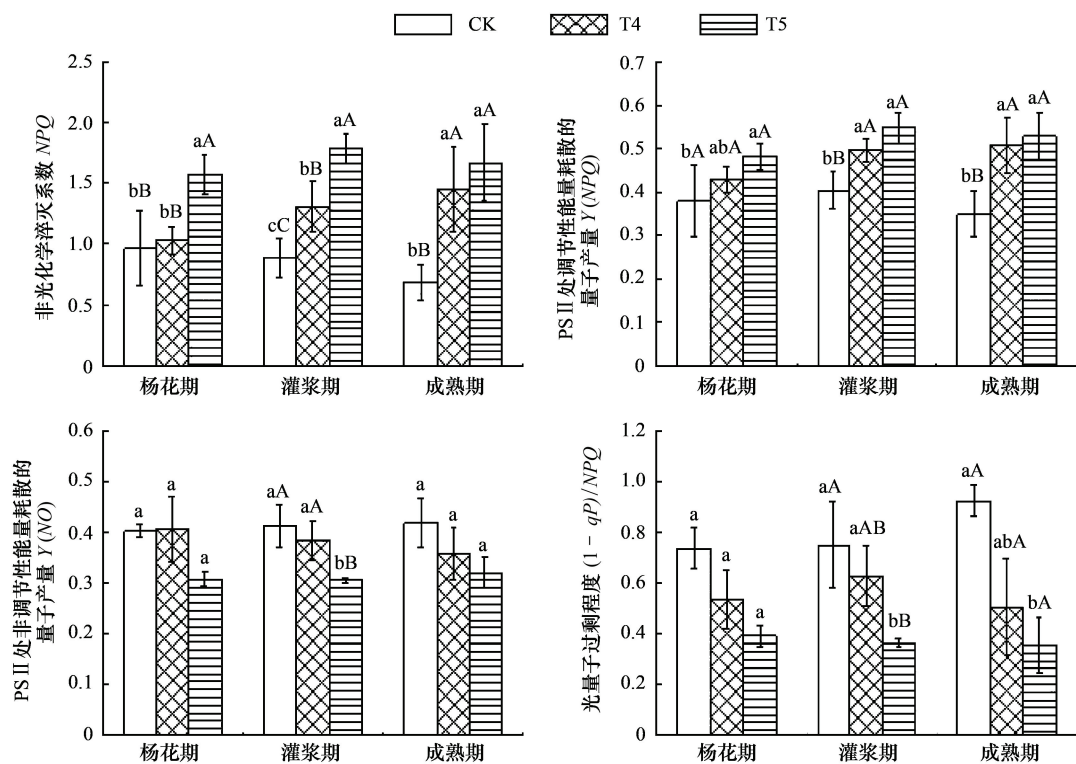 CK T4 T5
非光化学淬灭系数 NPQ
2.5
2.0
1.5
1.0
0.5
0
bB bB aA
cC bB aA
bB aA aA
杨花期 灌浆期 成熟期
PSⅡ处调节性能量耗散的
量子产量 Y(NPQ)
0.7
0.6
0.5
0.4
0.3
0.2
0.1
0
bA abA aA
bB aA aA
bB aA aA
杨花期 灌浆期 成熟期
PSⅡ处非调节性能量耗散的
量子产量 Y(NO)
0.6
0.5
0.4
0.3
0.2
0.1
0
a a a
aA aA bB
a a a
杨花期 灌浆期 成熟期
光量子过剩程度 (1 - qP)/NPQ
1.2
1.0
0.8
0.6
0.4
0.2
0
a a a
aA aAB bB
aA abA bA
杨花期 灌浆期 成熟期